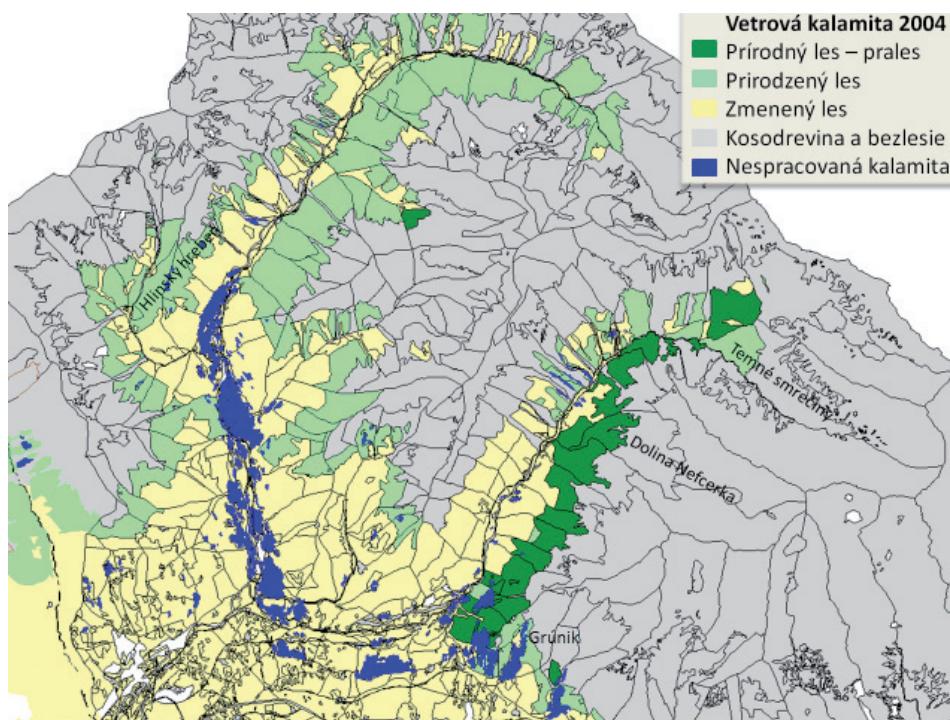 Vetrová kalamita 2004
Prírodný les – prales
Prirodzený les
Zmenený les
Kosodrevina a bezlesie
Nespracovaná kalamita
Hlinský hrebeň
Temné smrečiny
Dolina Nefcerka
Grúnik